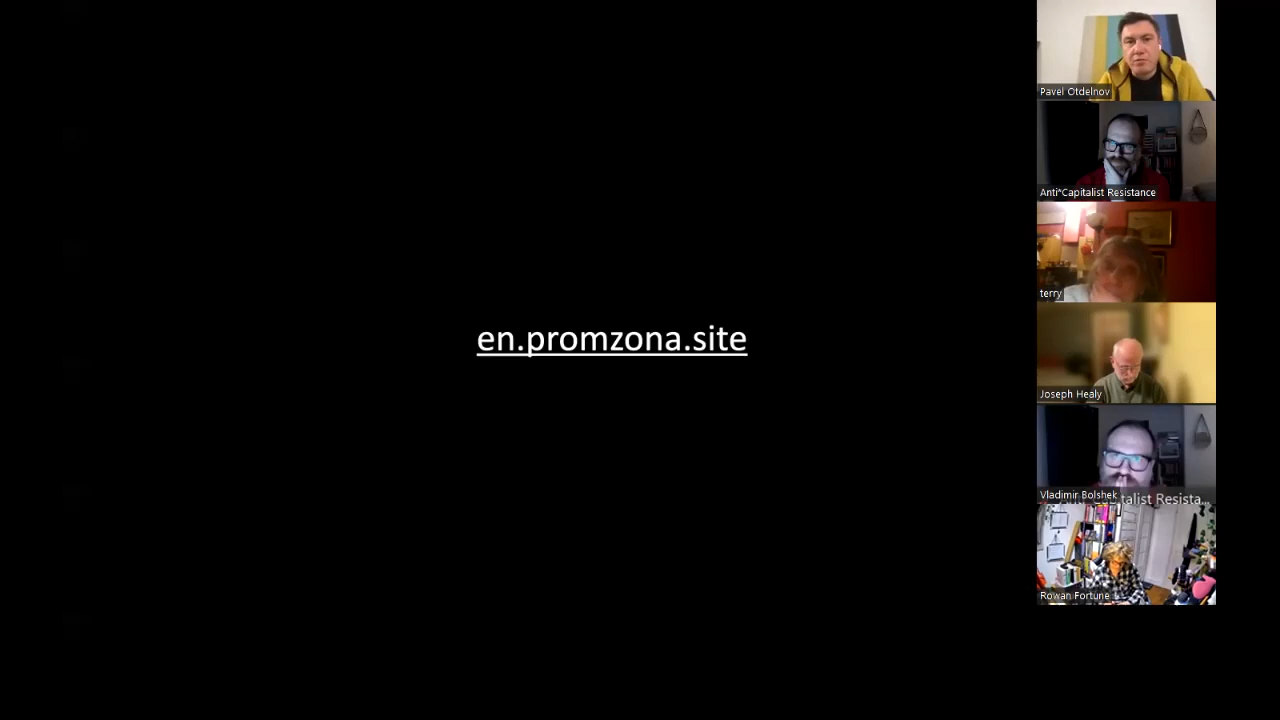 en.promzona.site
Pavel Otdelnov
Anti*Capitalist Resistance
terry
Joseph Healy
Vladimir Bolshek
talist Resista...
Rowan Fortune